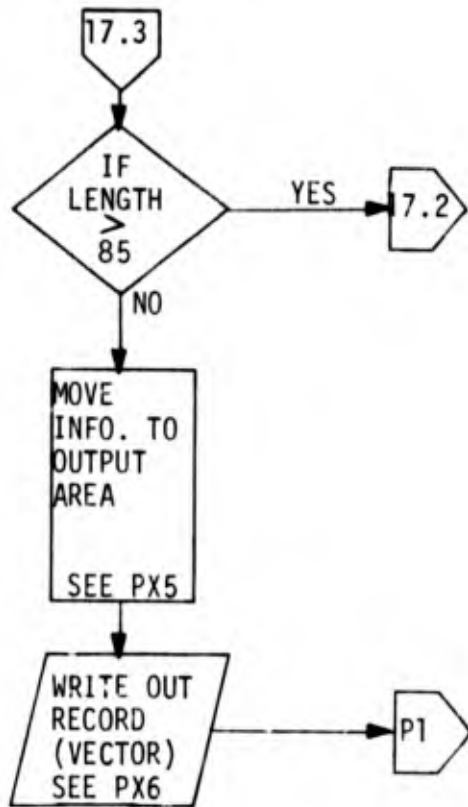 17.3
IF
LENGTH
>
85
YES
17.2
NO
MOVE
INFO. TO
OUTPUT
AREA
SEE PX5
WRITE OUT
RECORD
(VECTOR)
SEE PX6
P1